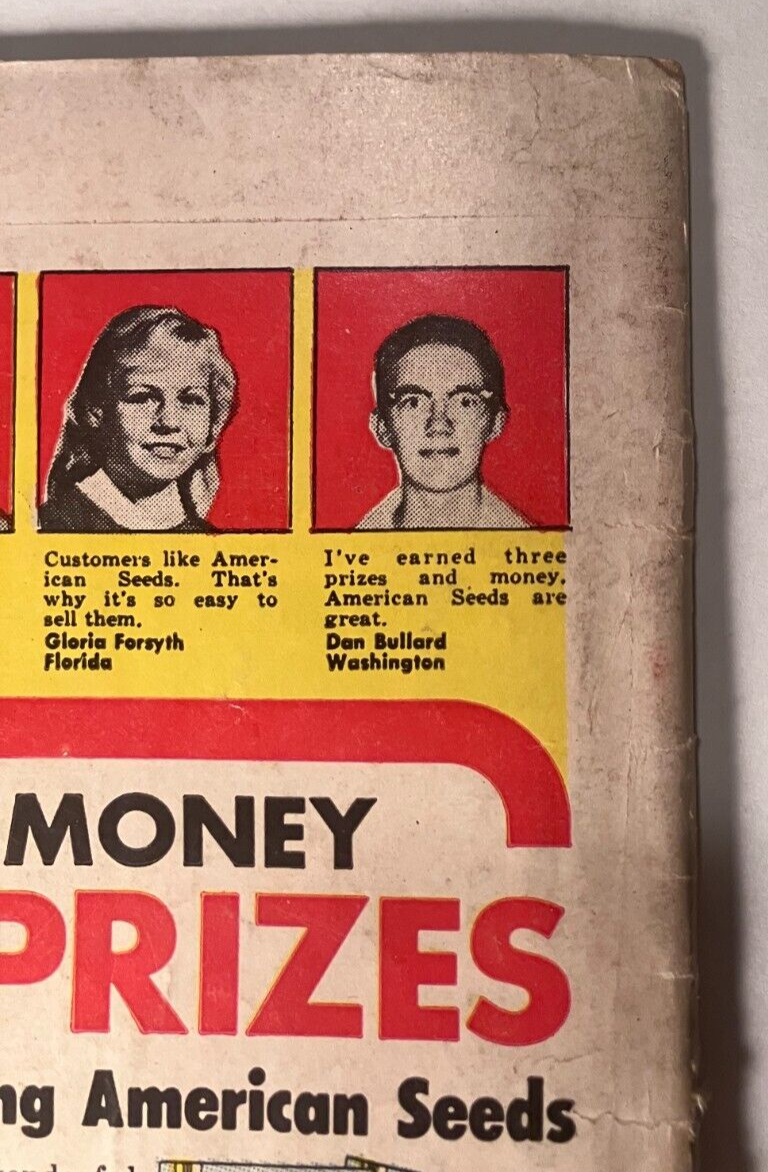 Customers like Amer-
ican Seeds. That's
why it's so easy to
sell them.
Gloria Forsyth
Florida
I've earned three
prizes and money.
American Seeds are
great.
Dan Bullard
Washington
MONEY
PRIZES
ng American Seeds